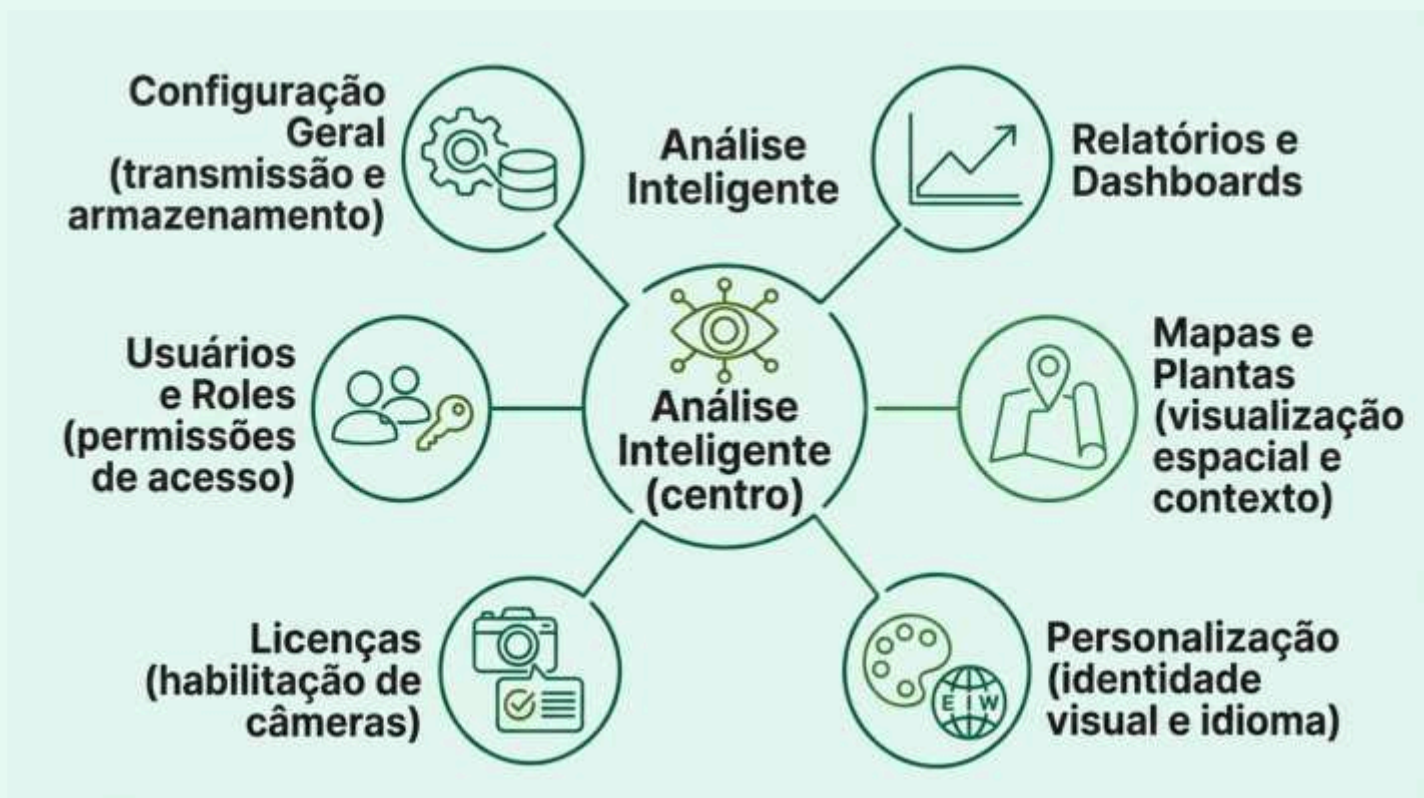 Configuração
Geral
(transmissão e
armazenamento)
Análise
Inteligente
Relatórios e
Dashboards
Usuários
e Roles
(permissões
de acesso)
Análise
Inteligente
(centro)
Mapas e
Plantas
(visualização
espacial e
contexto)
Licenças
(habilitação de
câmeras)
E I W
Personalização
(identidade
visual e idioma)